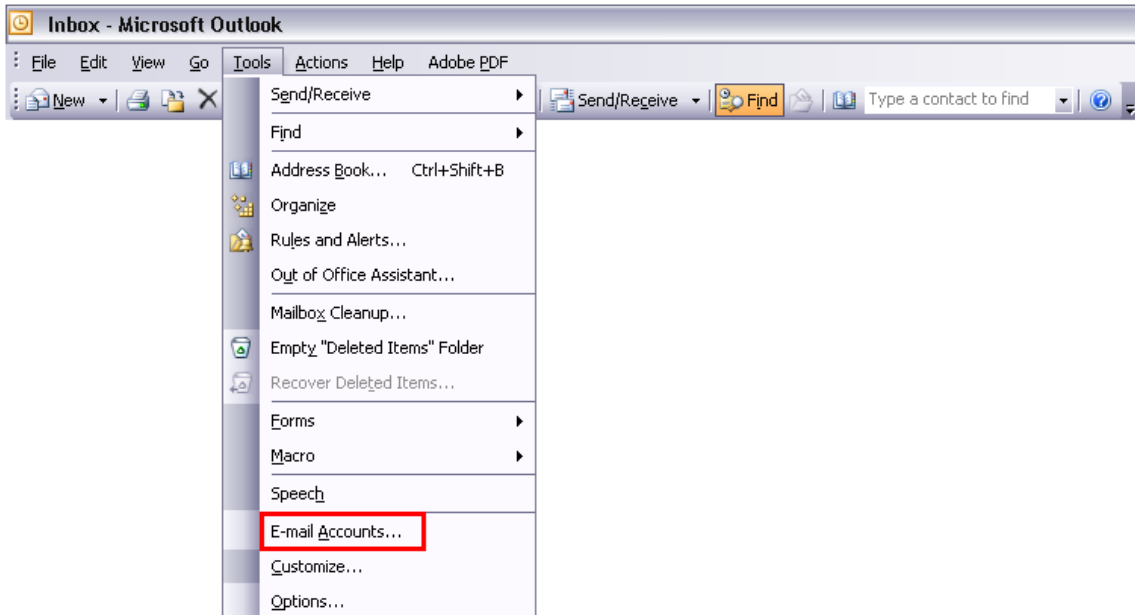 Inbox - Microsoft Outlook
File Edit View Go Tools Actions Help Adobe PDF
New Send/Receive Find Type a contact to find
Send/Receive
Find
Address Book... Ctrl+Shift+B
Organize
Rules and Alerts...
Out of Office Assistant...
Mailbox Cleanup...
Empty "Deleted Items" Folder
Recover Deleted Items...
Forms
Macro
Speech
E-mail Accounts...
Customize...
Options...